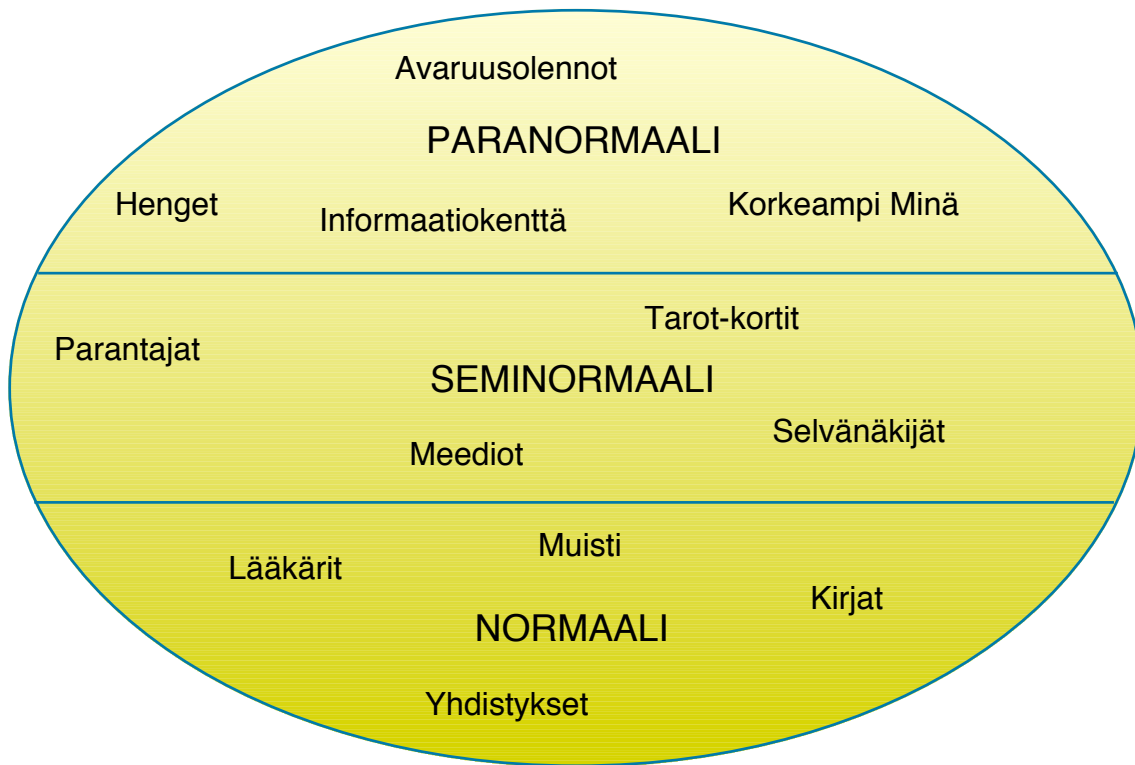 Avaruusolennot
PARANORMAALI
Henget
Informaatiokenttä
Korkeampi Minä
Tarot-kortit
Parantajat
SEMINORMAALI
Selvänäkijät
Meediot
Muisti
Lääkärit
Kirjat
NORMAALI
Yhdistykset